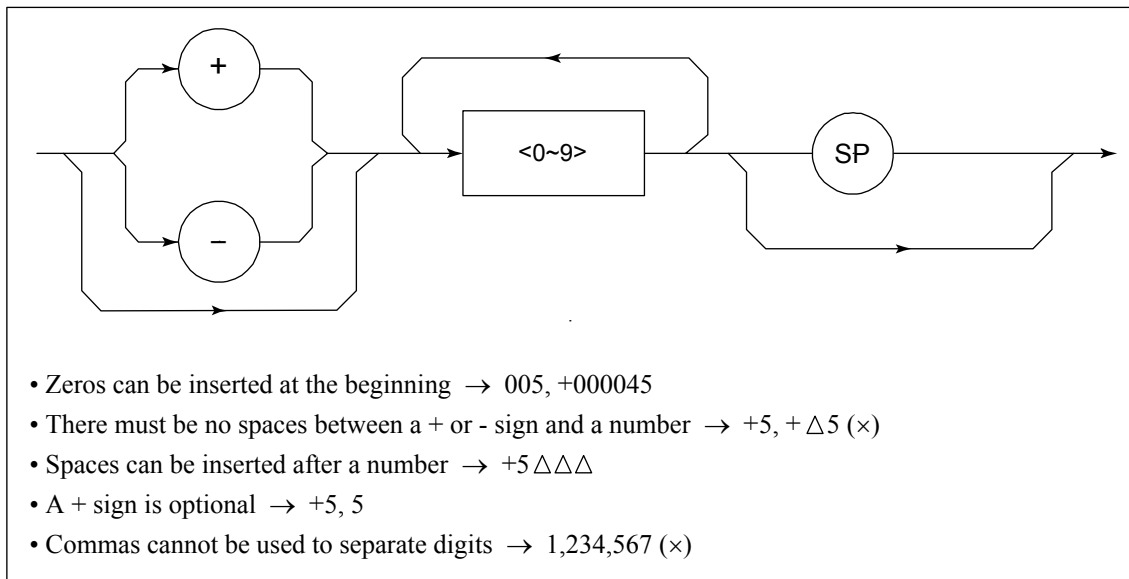 +
<0~9>
SP
-
• Zeros can be inserted at the beginning → 005, +000045
• There must be no spaces between a + or - sign and a number → +5, + △5 (×)
• Spaces can be inserted after a number → +5△△△
• A + sign is optional → +5, 5
• Commas cannot be used to separate digits → 1,234,567 (×)